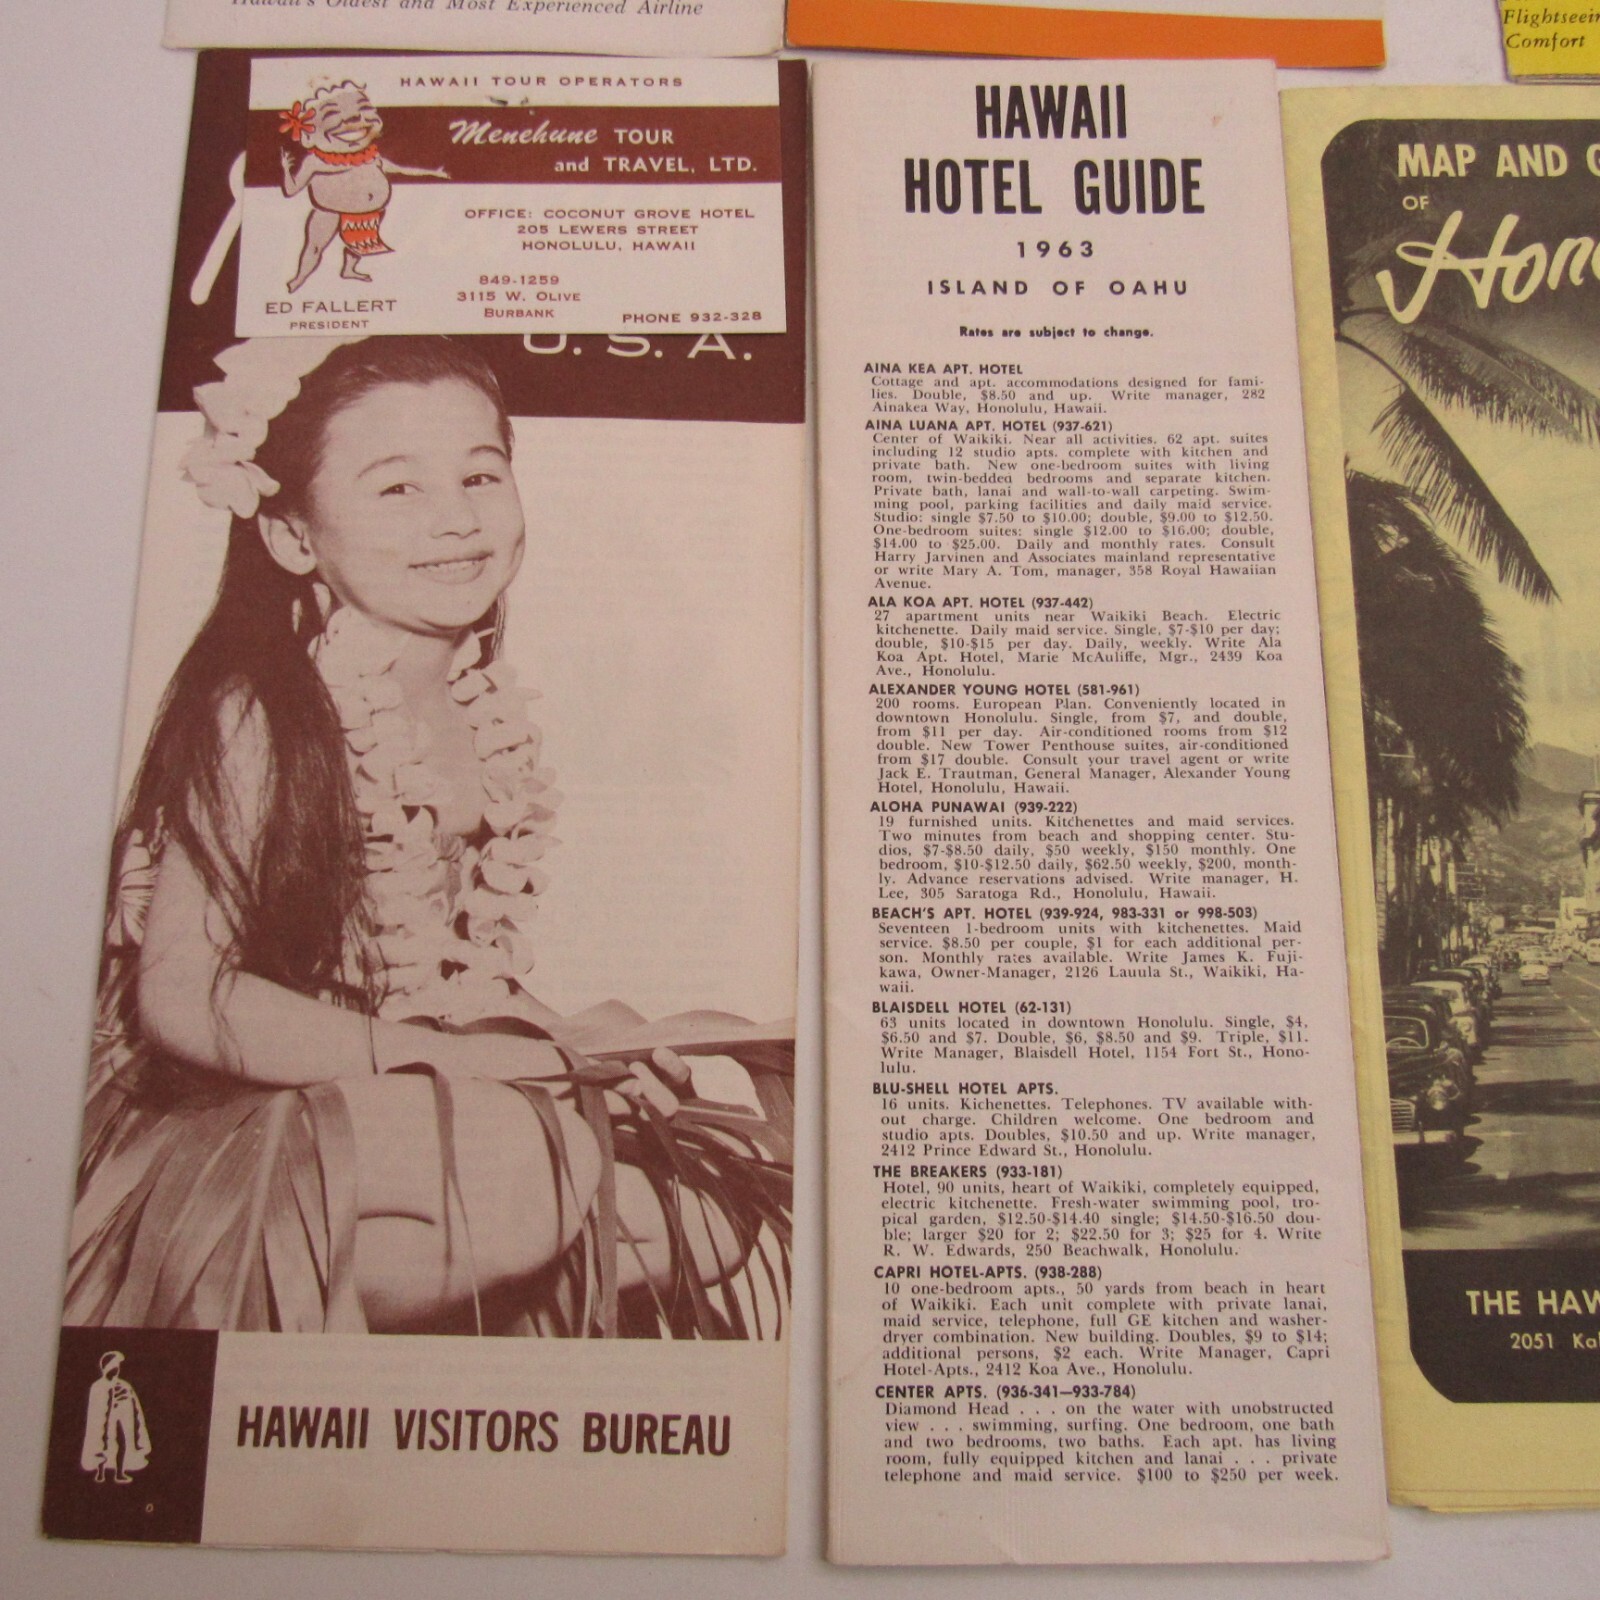 Hawaii's Oldest and Most Experienced Airline
Flightseein
Comfort
HAWAII TOUR OPERATORS
Menehune TOUR
and TRAVEL, LTD.
OFFICE: COCONUT GROVE HOTEL
205 LEWERS STREET
HONOLULU, HAWAII
849-1259
3115 W. OLIVE
BURBANK
ED FALLERT
PRESIDENT
PHONE 932-328
U. S. A.
HAWAII VISITORS BUREAU
HAWAII
HOTEL GUIDE
1963
ISLAND OF OAHU
Rates are subject to change.
AINA KEA APT. HOTEL
Cottage and apt. accommodations designed for fami-
lies. Double, $8.50 and up. Write manager, 282
Ainakea Way, Honolulu, Hawaii.
AINA LUANA APT. HOTEL (937-621)
Center of Waikiki. Near all activities. 62 apt. suites
including 12 studio apts. complete with kitchen and
private bath. New one-bedroom suites with living
room, twin-bedded bedrooms and separate kitchen.
Private bath, lanai and wall-to-wall carpeting. Swim-
ming pool, parking facilities and daily maid service.
Studio: single $7.50 to $10.00; double, $9.00 to $12.50.
One-bedroom suites: single $12.00 to $16.00; double,
$14.00 to $25.00. Daily and monthly rates. Consult
Harry Jarvinen and Associates mainland representative
or write Mary A. Tom, manager, 358 Royal Hawaiian
Avenue.
ALA KOA APT. HOTEL (937-442)
27 apartment units near Waikiki Beach. Electric
kitchenette. Daily maid service. Single, $7-$10 per day;
double, $10-$15 per day. Daily, weekly. Write Ala
Koa Apt. Hotel, Marie McAuliffe, Mgr., 2439 Koa
Ave., Honolulu.
ALEXANDER YOUNG HOTEL (581-961)
200 rooms. European Plan. Conveniently located in
downtown Honolulu. Single, from $7, and double,
from $11 per day. Air-conditioned rooms from $12
double. New Tower Penthouse suites, air-conditioned
from $17 double. Consult your travel agent or write
Jack E. Trautman, General Manager, Alexander Young
Hotel, Honolulu, Hawaii.
ALOHA PUNAWAI (939-222)
19 furnished units. Kitchenettes and maid services.
Two minutes from beach and shopping center. Stu-
dios, $7-$8.50 daily, $50 weekly, $150 monthly. One
bedroom, $10-$12.50 daily, $62.50 weekly, $200, month-
ly. Advance reservations advised. Write manager, H.
Lee, 305 Saratoga Rd., Honolulu, Hawaii.
BEACH'S APT. HOTEL (939-924, 983-331 or 998-503)
Seventeen 1-bedroom units with kitchenettes. Maid
service. $8.50 per couple, $1 for each additional per-
son. Monthly rates available. Write James K. Fuji-
kawa, Owner-Manager, 2126 Lauula St., Waikiki, Ha-
waii.
BLAISDELL HOTEL (62-131)
63 units located in downtown Honolulu. Single, $4,
$6.50 and $7. Double, $6, $8.50 and $9. Triple, $11.
Write Manager, Blaisdell Hotel, 1154 Fort St., Hono-
lulu.
BLU-SHELL HOTEL APTS.
16 units. Kichenettes. Telephones. TV available with-
out charge. Children welcome. One bedroom and
studio apts. Doubles, $10.50 and up. Write manager,
2412 Prince Edward St., Honolulu.
THE BREAKERS (933-181)
Hotel, 90 units, heart of Waikiki, completely equipped,
electric kitchenette. Fresh-water swimming pool, tro-
pical garden, $12.50-$14.40 single; $14.50-$16.50 dou-
ble; larger $20 for 2; $22.50 for 3; $25 for 4. Write
R. W. Edwards, 250 Beachwalk, Honolulu.
CAPRI HOTEL-APTS. (938-288)
10 one-bedroom apts., 50 yards from beach in heart
of Waikiki. Each unit complete with private lanai,
maid service, telephone, full GE kitchen and washer-
dryer combination. New building. Doubles, $9 to $14;
additional persons, $2 each. Write Manager, Capri
Hotel-Apts., 2412 Koa Ave., Honolulu.
CENTER APTS. (936-341—933-784)
Diamond Head . . . on the water with unobstructed
view . . . swimming, surfing. One bedroom, one bath
and two bedrooms, two baths. Each apt. has living
room, fully equipped kitchen and lanai . . . private
telephone and maid service. $100 to $250 per week.
MAP AND G
OF
Hono
THE HAW
2051 Kal